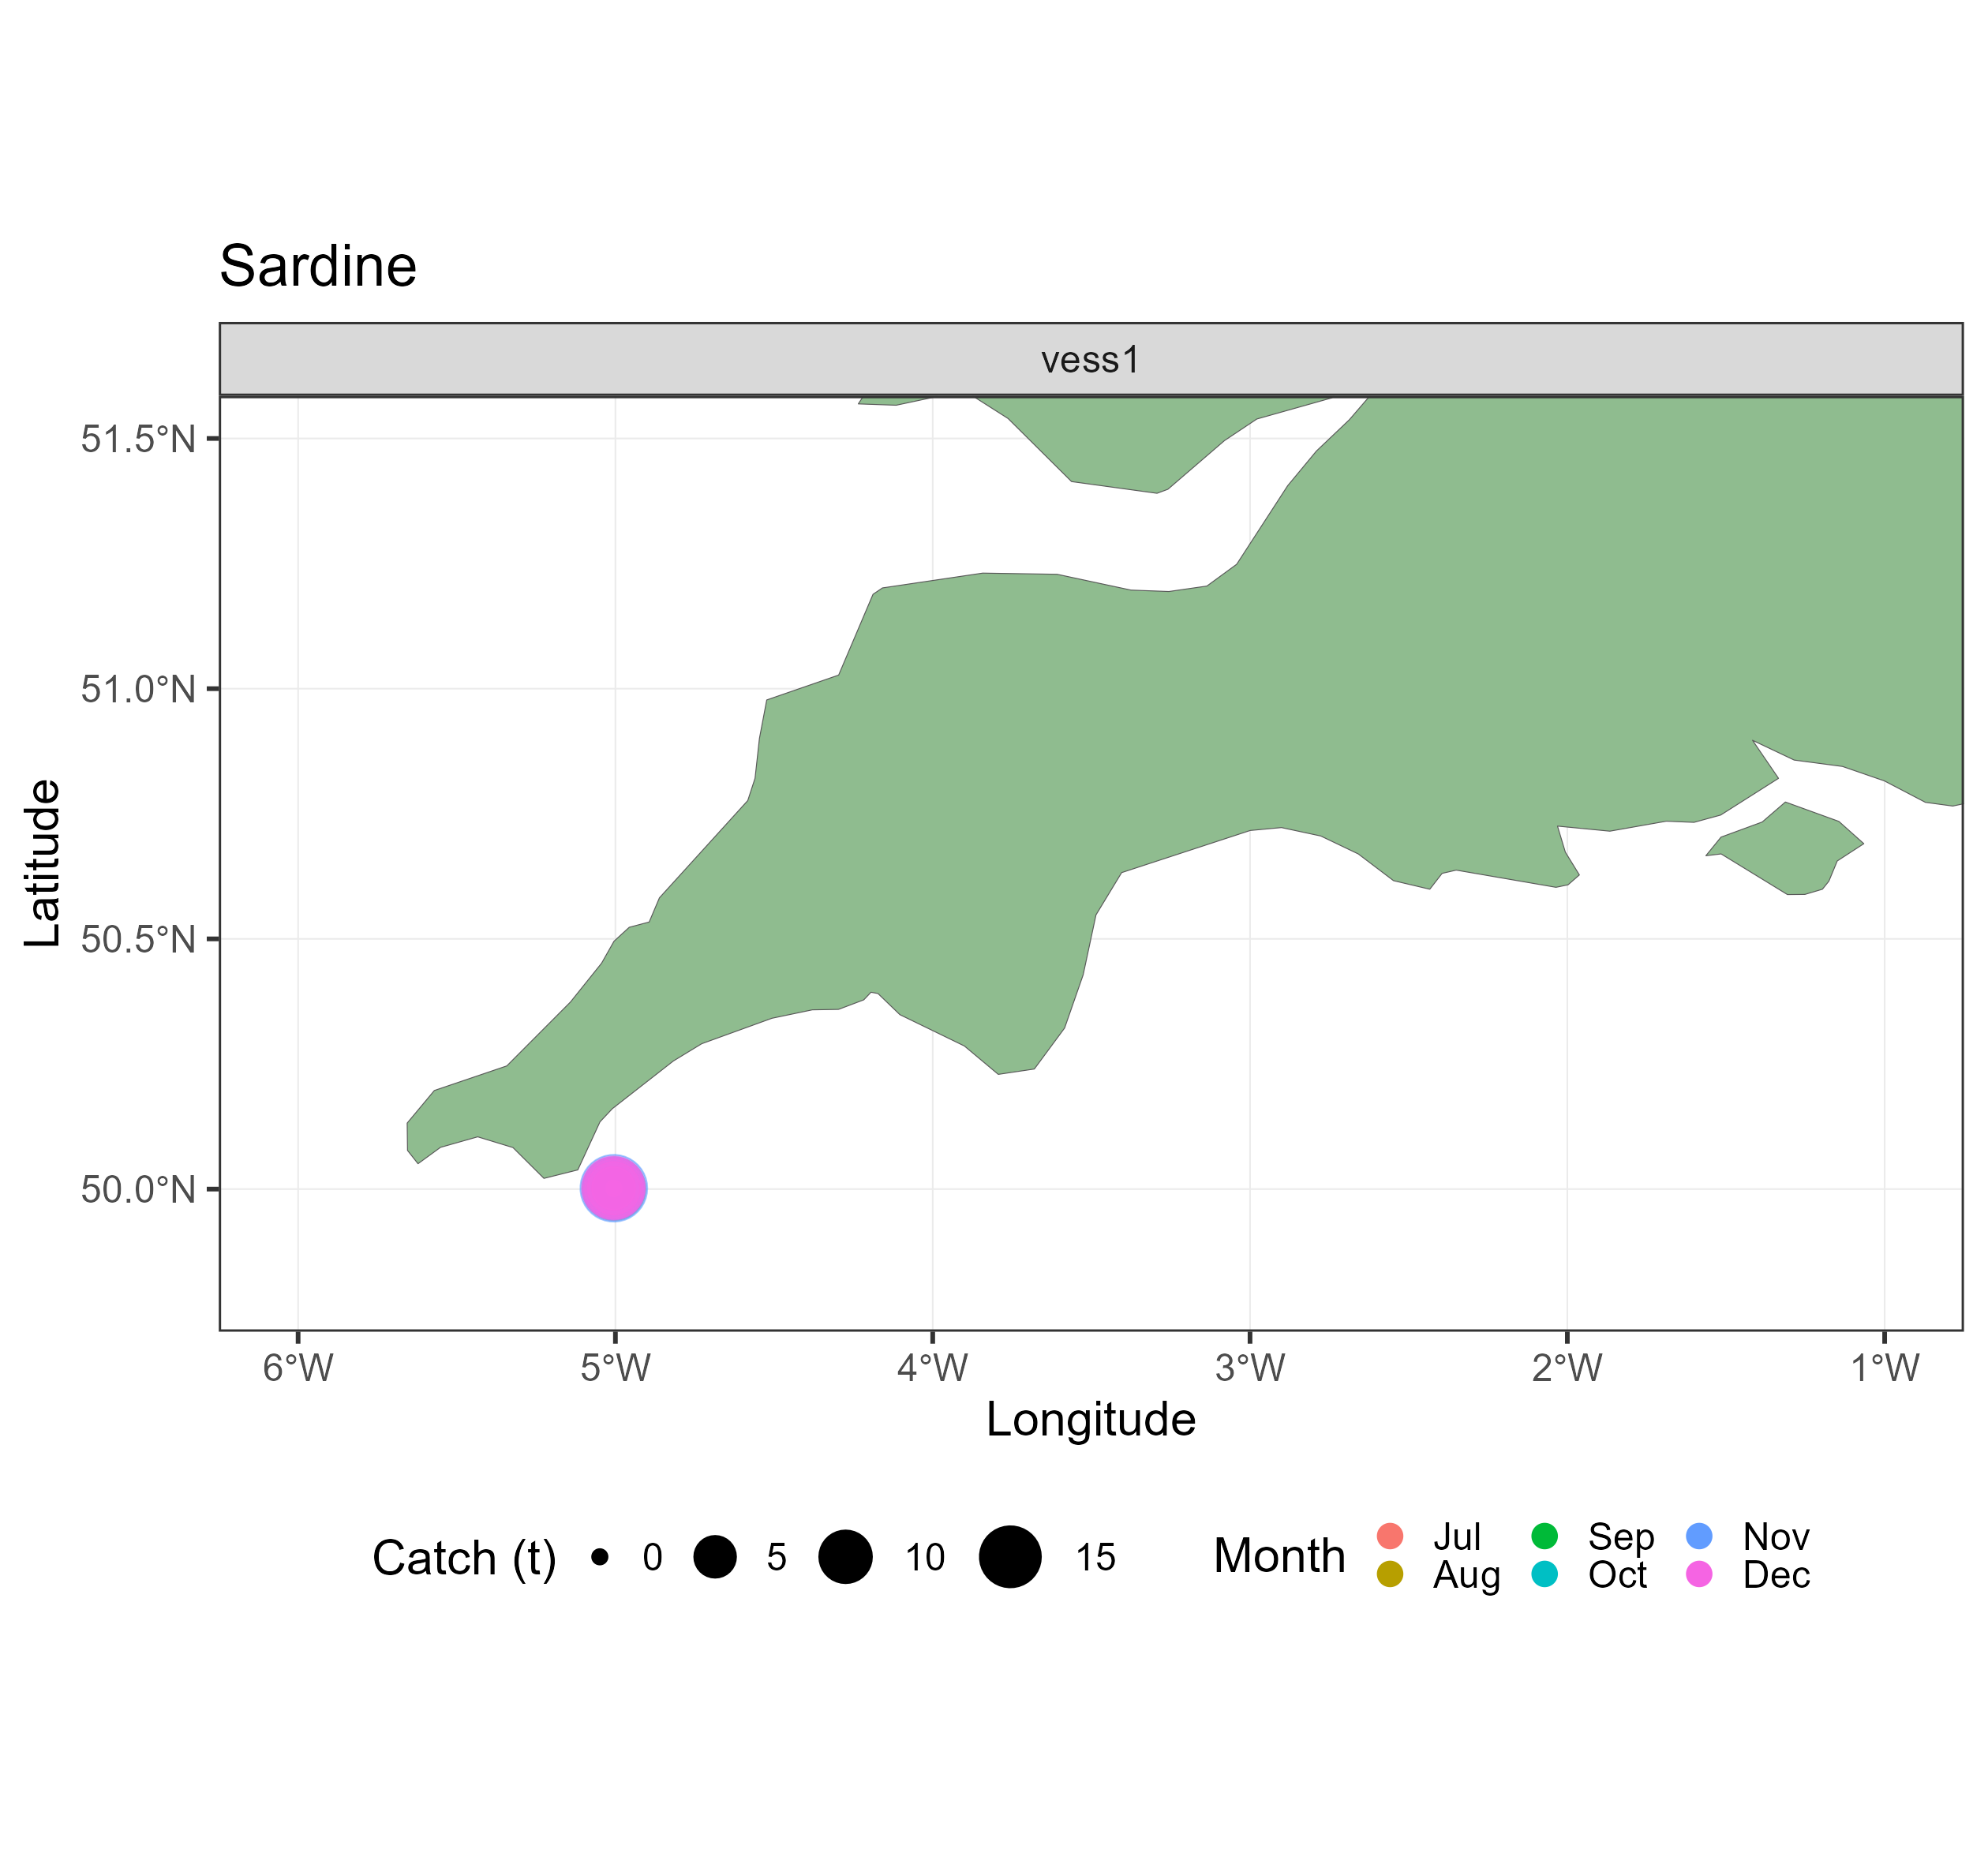 Sardine
vess1
51.5°N
51.0°N
50.5°N
50.0°N
Latitude
6°W 5°W 4°W 3°W 2°W 1°W
Longitude
Catch (t) 0 5 10 15
Month Jul Sep Nov
Aug Oct Dec